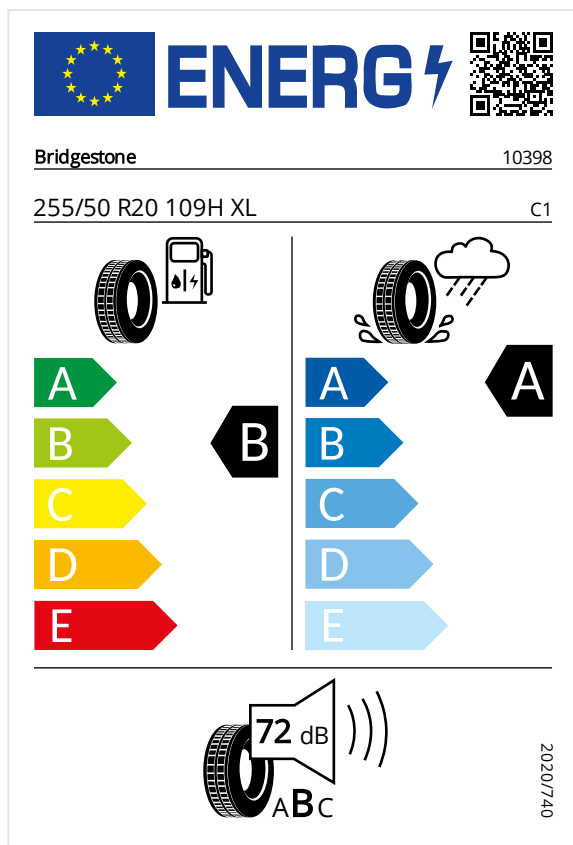 ENERG
Bridgestone 10398
255/50 R20 109H XL C1
A A A
B B B
C C
D D
E E
72 dB
ABC
2020/740